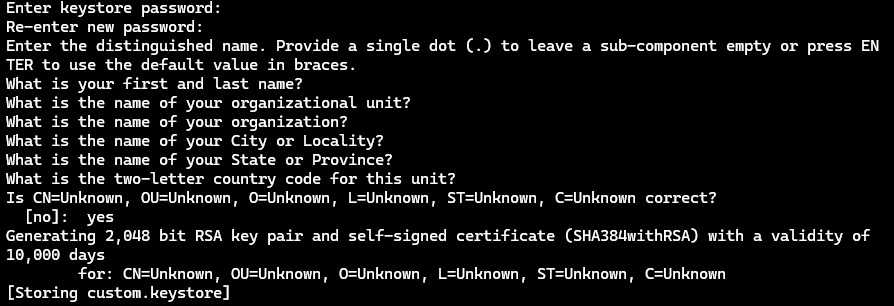 Enter keystore password:
Re-enter new password:
Enter the distinguished name. Provide a single dot (.) to leave a sub-component empty or press EN
TER to use the default value in braces.
What is your first and last name?
What is the name of your organizational unit?
What is the name of your organization?
What is the name of your City or Locality?
What is the name of your State or Province?
What is the two-letter country code for this unit?
Is CN=Unknown, OU=Unknown, O=Unknown, L=Unknown, ST=Unknown, C=Unknown correct?
  [no]:  yes
Generating 2,048 bit RSA key pair and self-signed certificate (SHA384withRSA) with a validity of
10,000 days
        for: CN=Unknown, OU=Unknown, O=Unknown, L=Unknown, ST=Unknown, C=Unknown
[Storing custom.keystore]